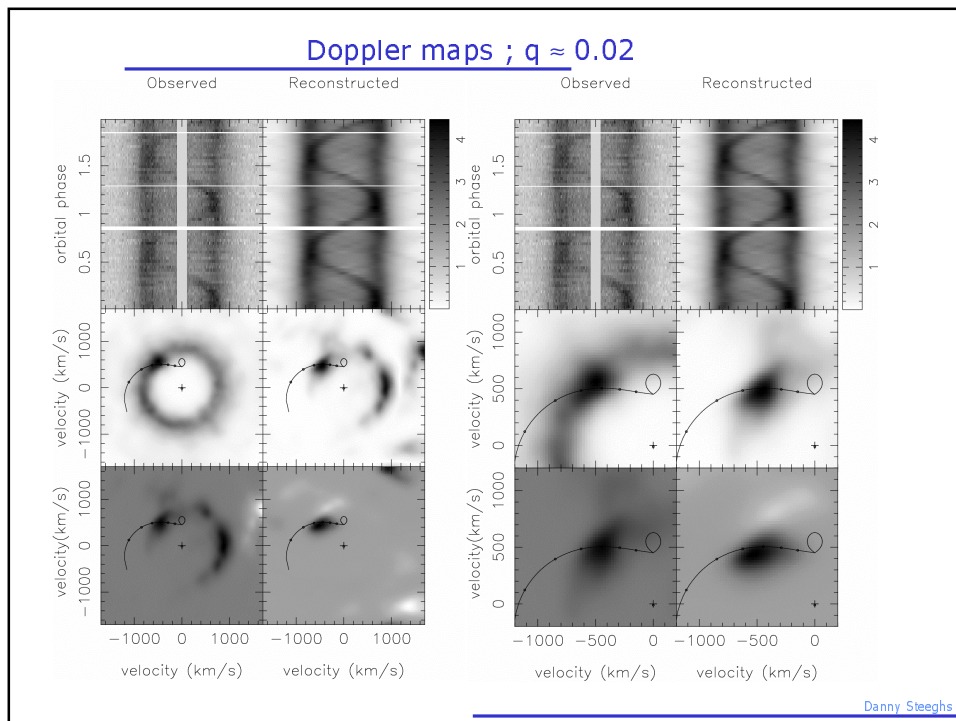 Doppler maps ; q ≈ 0.02
Observed Reconstructed Observed Reconstructed
orbital phase
0.5 1 1.5
1 2 3 4
orbital phase
0.5 1 1.5
1 2 3 4
velocity (km/s)
−1000 0 1000
velocity (km/s)
0 500 1000
velocity(km/s)
−1000 0 1000
velocity(km/s)
0 500 1000
−1000 0 1000 0 1000 −1000 −500 0 −1000 −500 0
velocity (km/s) velocity (km/s) velocity (km/s) velocity (km/s)
Danny Steeghs